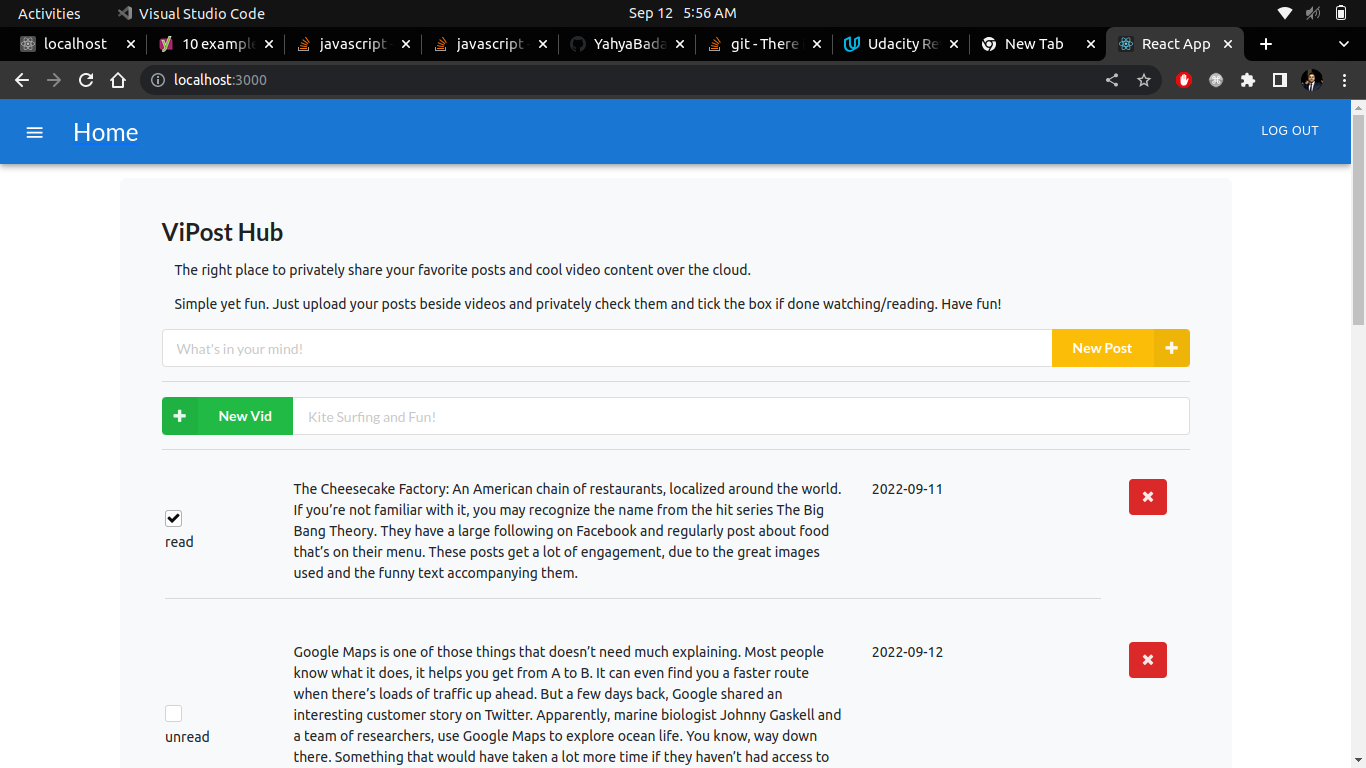 Activities
Visual Studio Code
Sep 12 5:56 AM
localhost
10 example
javascript -
javascript -
YahyaBada
git - There
Udacity Re
New Tab
React App
localhost:3000
Home
LOG OUT
ViPost Hub
The right place to privately share your favorite posts and cool video content over the cloud.
Simple yet fun. Just upload your posts beside videos and privately check them and tick the box if done watching/reading. Have fun!
What's in your mind!
New Post
New Vid
Kite Surfing and Fun!
The Cheesecake Factory: An American chain of restaurants, localized around the world.
If you’re not familiar with it, you may recognize the name from the hit series The Big
Bang Theory. They have a large following on Facebook and regularly post about food
that’s on their menu. These posts get a lot of engagement, due to the great images
used and the funny text accompanying them.
2022-09-11
read
Google Maps is one of those things that doesn’t need much explaining. Most people
know what it does, it helps you get from A to B. It can even find you a faster route
when there’s loads of traffic up ahead. But a few days back, Google shared an
interesting customer story on Twitter. Apparently, marine biologist Johnny Gaskell and
a team of researchers, use Google Maps to explore ocean life. You know, way down
there. Something that would have taken a lot more time if they haven’t had access to
2022-09-12
unread